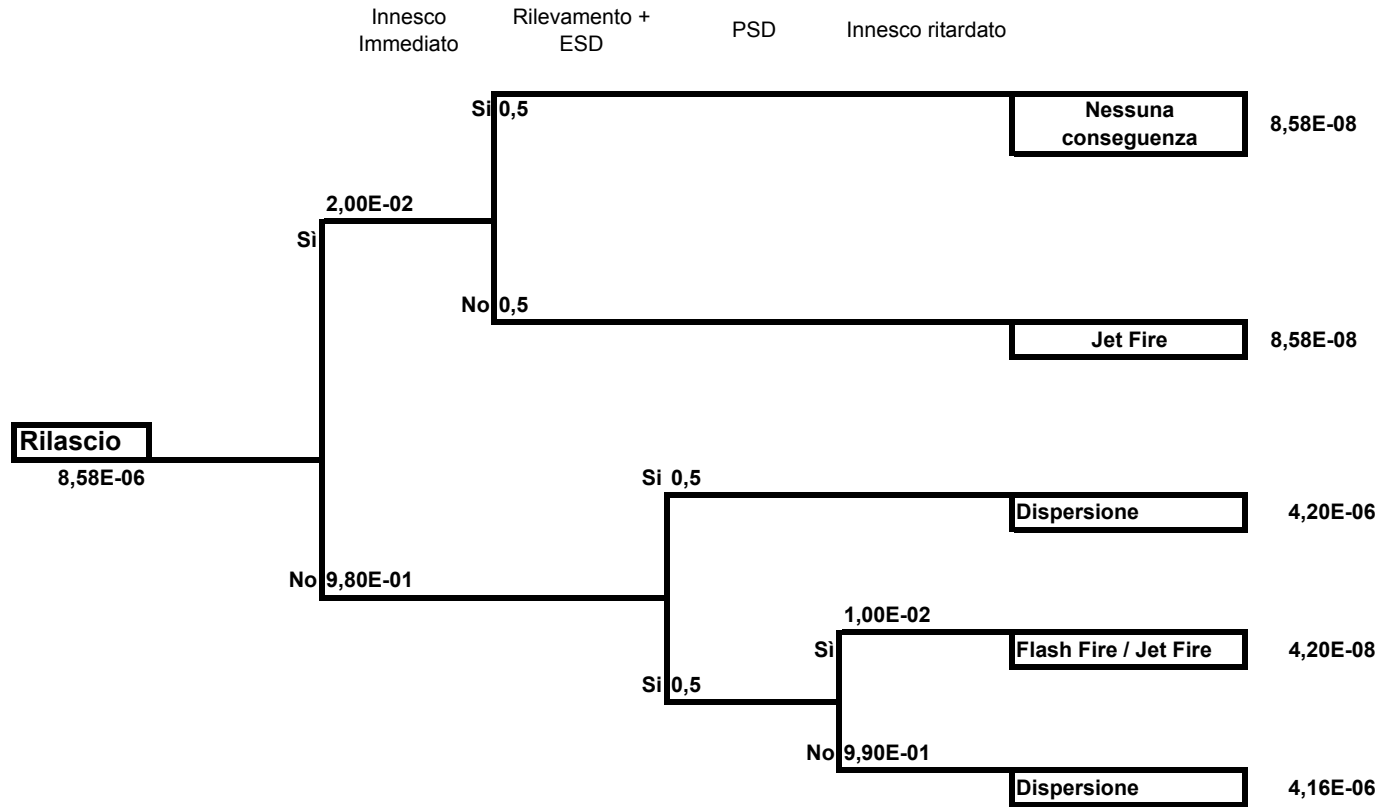 Innesco
Immediato
Rilevamento +
ESD
PSD
Innesco ritardato
Si 0,5
Nessuna
conseguenza
8,58E-08
2,00E-02
Sì
No 0,5
Jet Fire
8,58E-08
Rilascio
8,58E-06
Si 0,5
Dispersione
4,20E-06
No 9,80E-01
1,00E-02
Sì
Flash Fire / Jet Fire
4,20E-08
Si 0,5
No 9,90E-01
Dispersione
4,16E-06